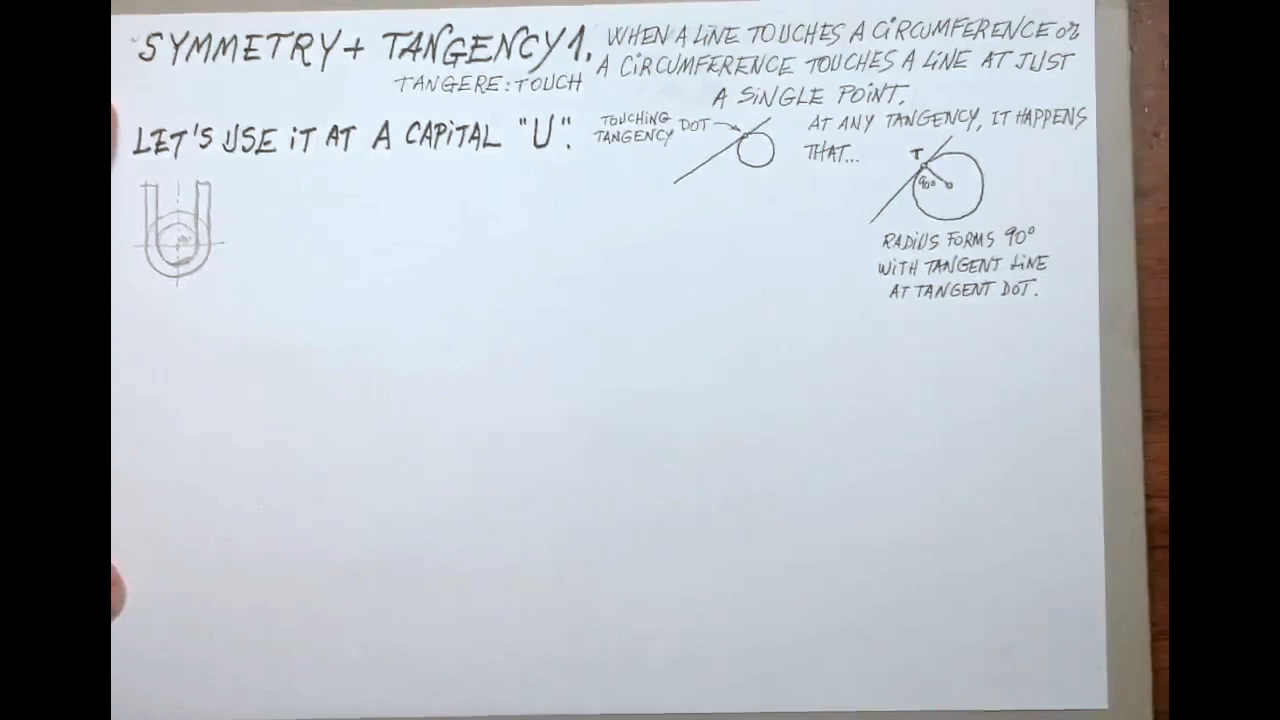 SYMMETRY + TANGENCY 1.
TANGERE: TOUCH
WHEN A LINE TOUCHES A CIRCUMFERENCE or
A CIRCUMFERENCE TOUCHES A LINE AT JUST
A SINGLE POINT.
LET'S USE IT AT A CAPITAL "U".
TOUCHING
TANGENCY DOT
AT ANY TANGENCY, IT HAPPENS
THAT...
T
90°
RADIUS FORMS 90°
WITH TANGENT LINE
AT TANGENT DOT.